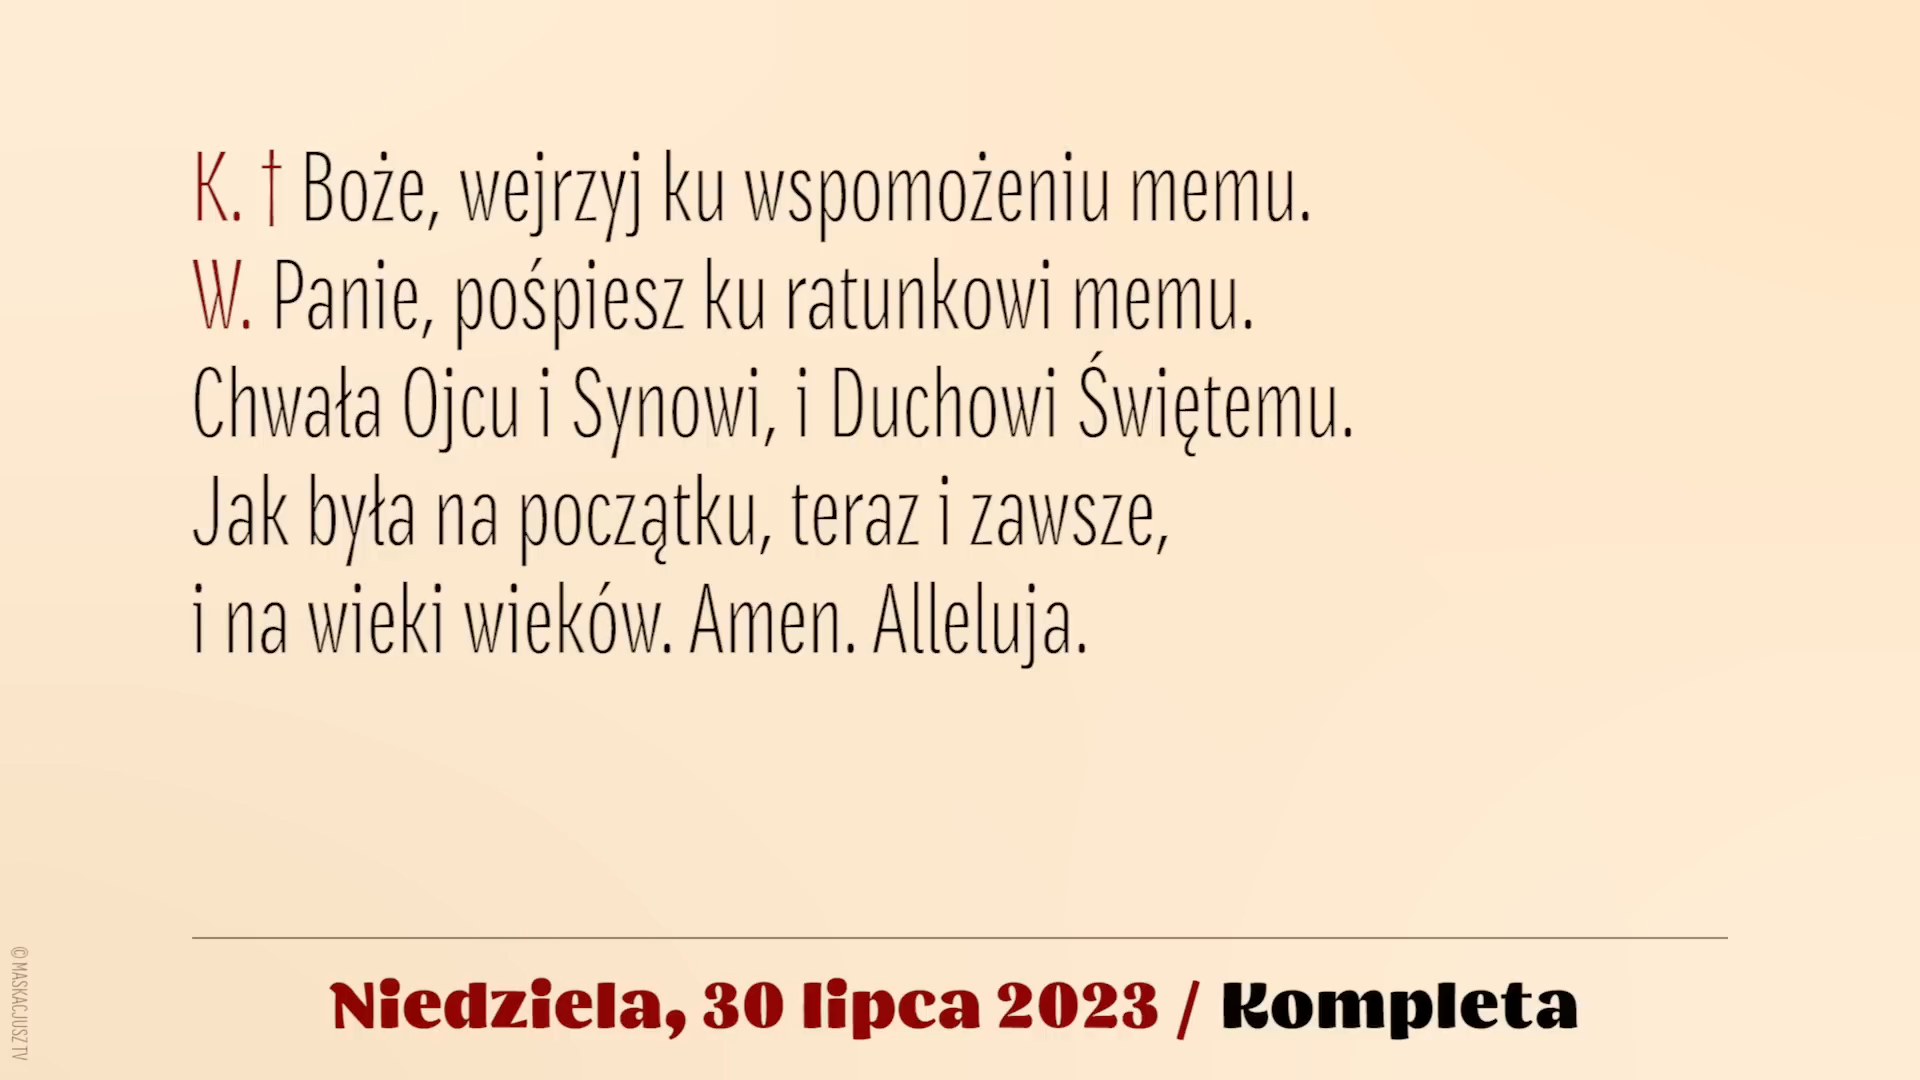 K. † Boże, wejrzyj ku wspomożeniu memu.
W. Panie, pośpiesz ku ratunkowi memu.
Chwała Ojcu i Synowi, i Duchowi Świętemu.
Jak była na początku, teraz i zawsze,
i na wieki wieków. Amen. Alleluja.
Niedziela, 30 lipca 2023 / Kompleta
© MASKACJUSZ TV